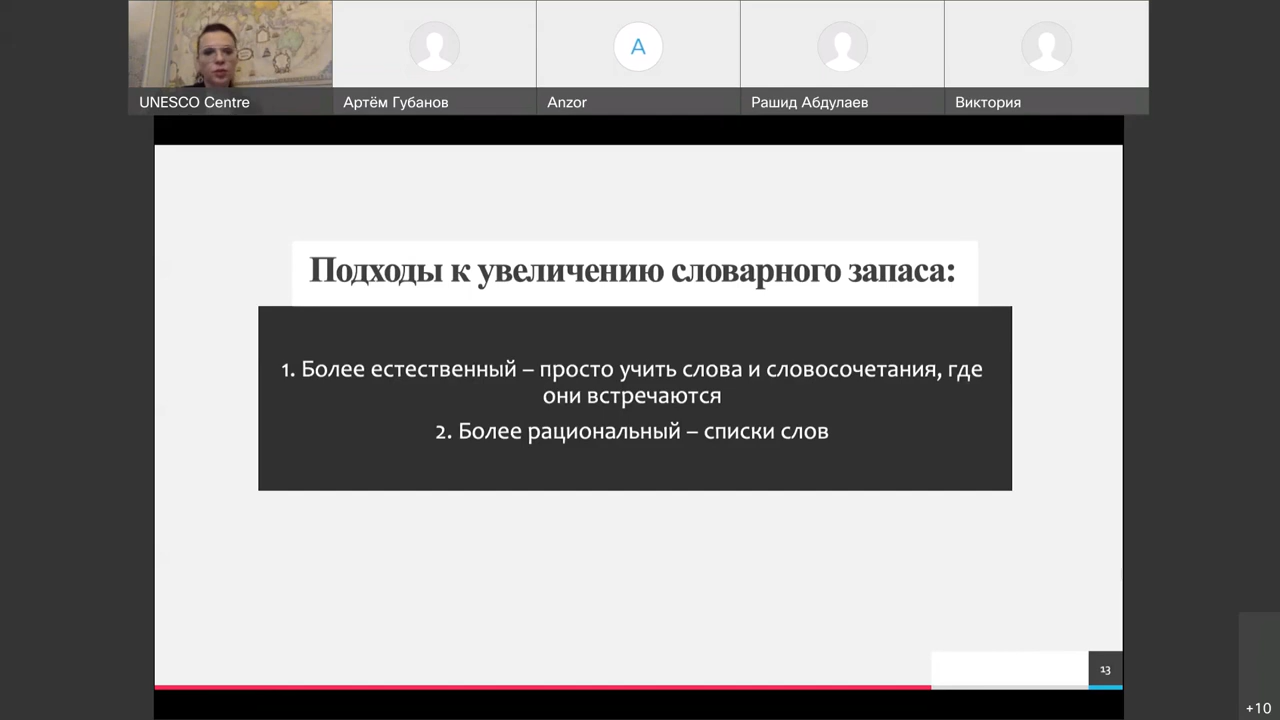 UNESCO Centre
Артём Губанов
A
Anzor
Рашид Абдулаев
Виктория
Подходы к увеличению словарного запаса:
1. Более естественный – просто учить слова и словосочетания, где
они встречаются
2. Более рациональный – списки слов
13
+10